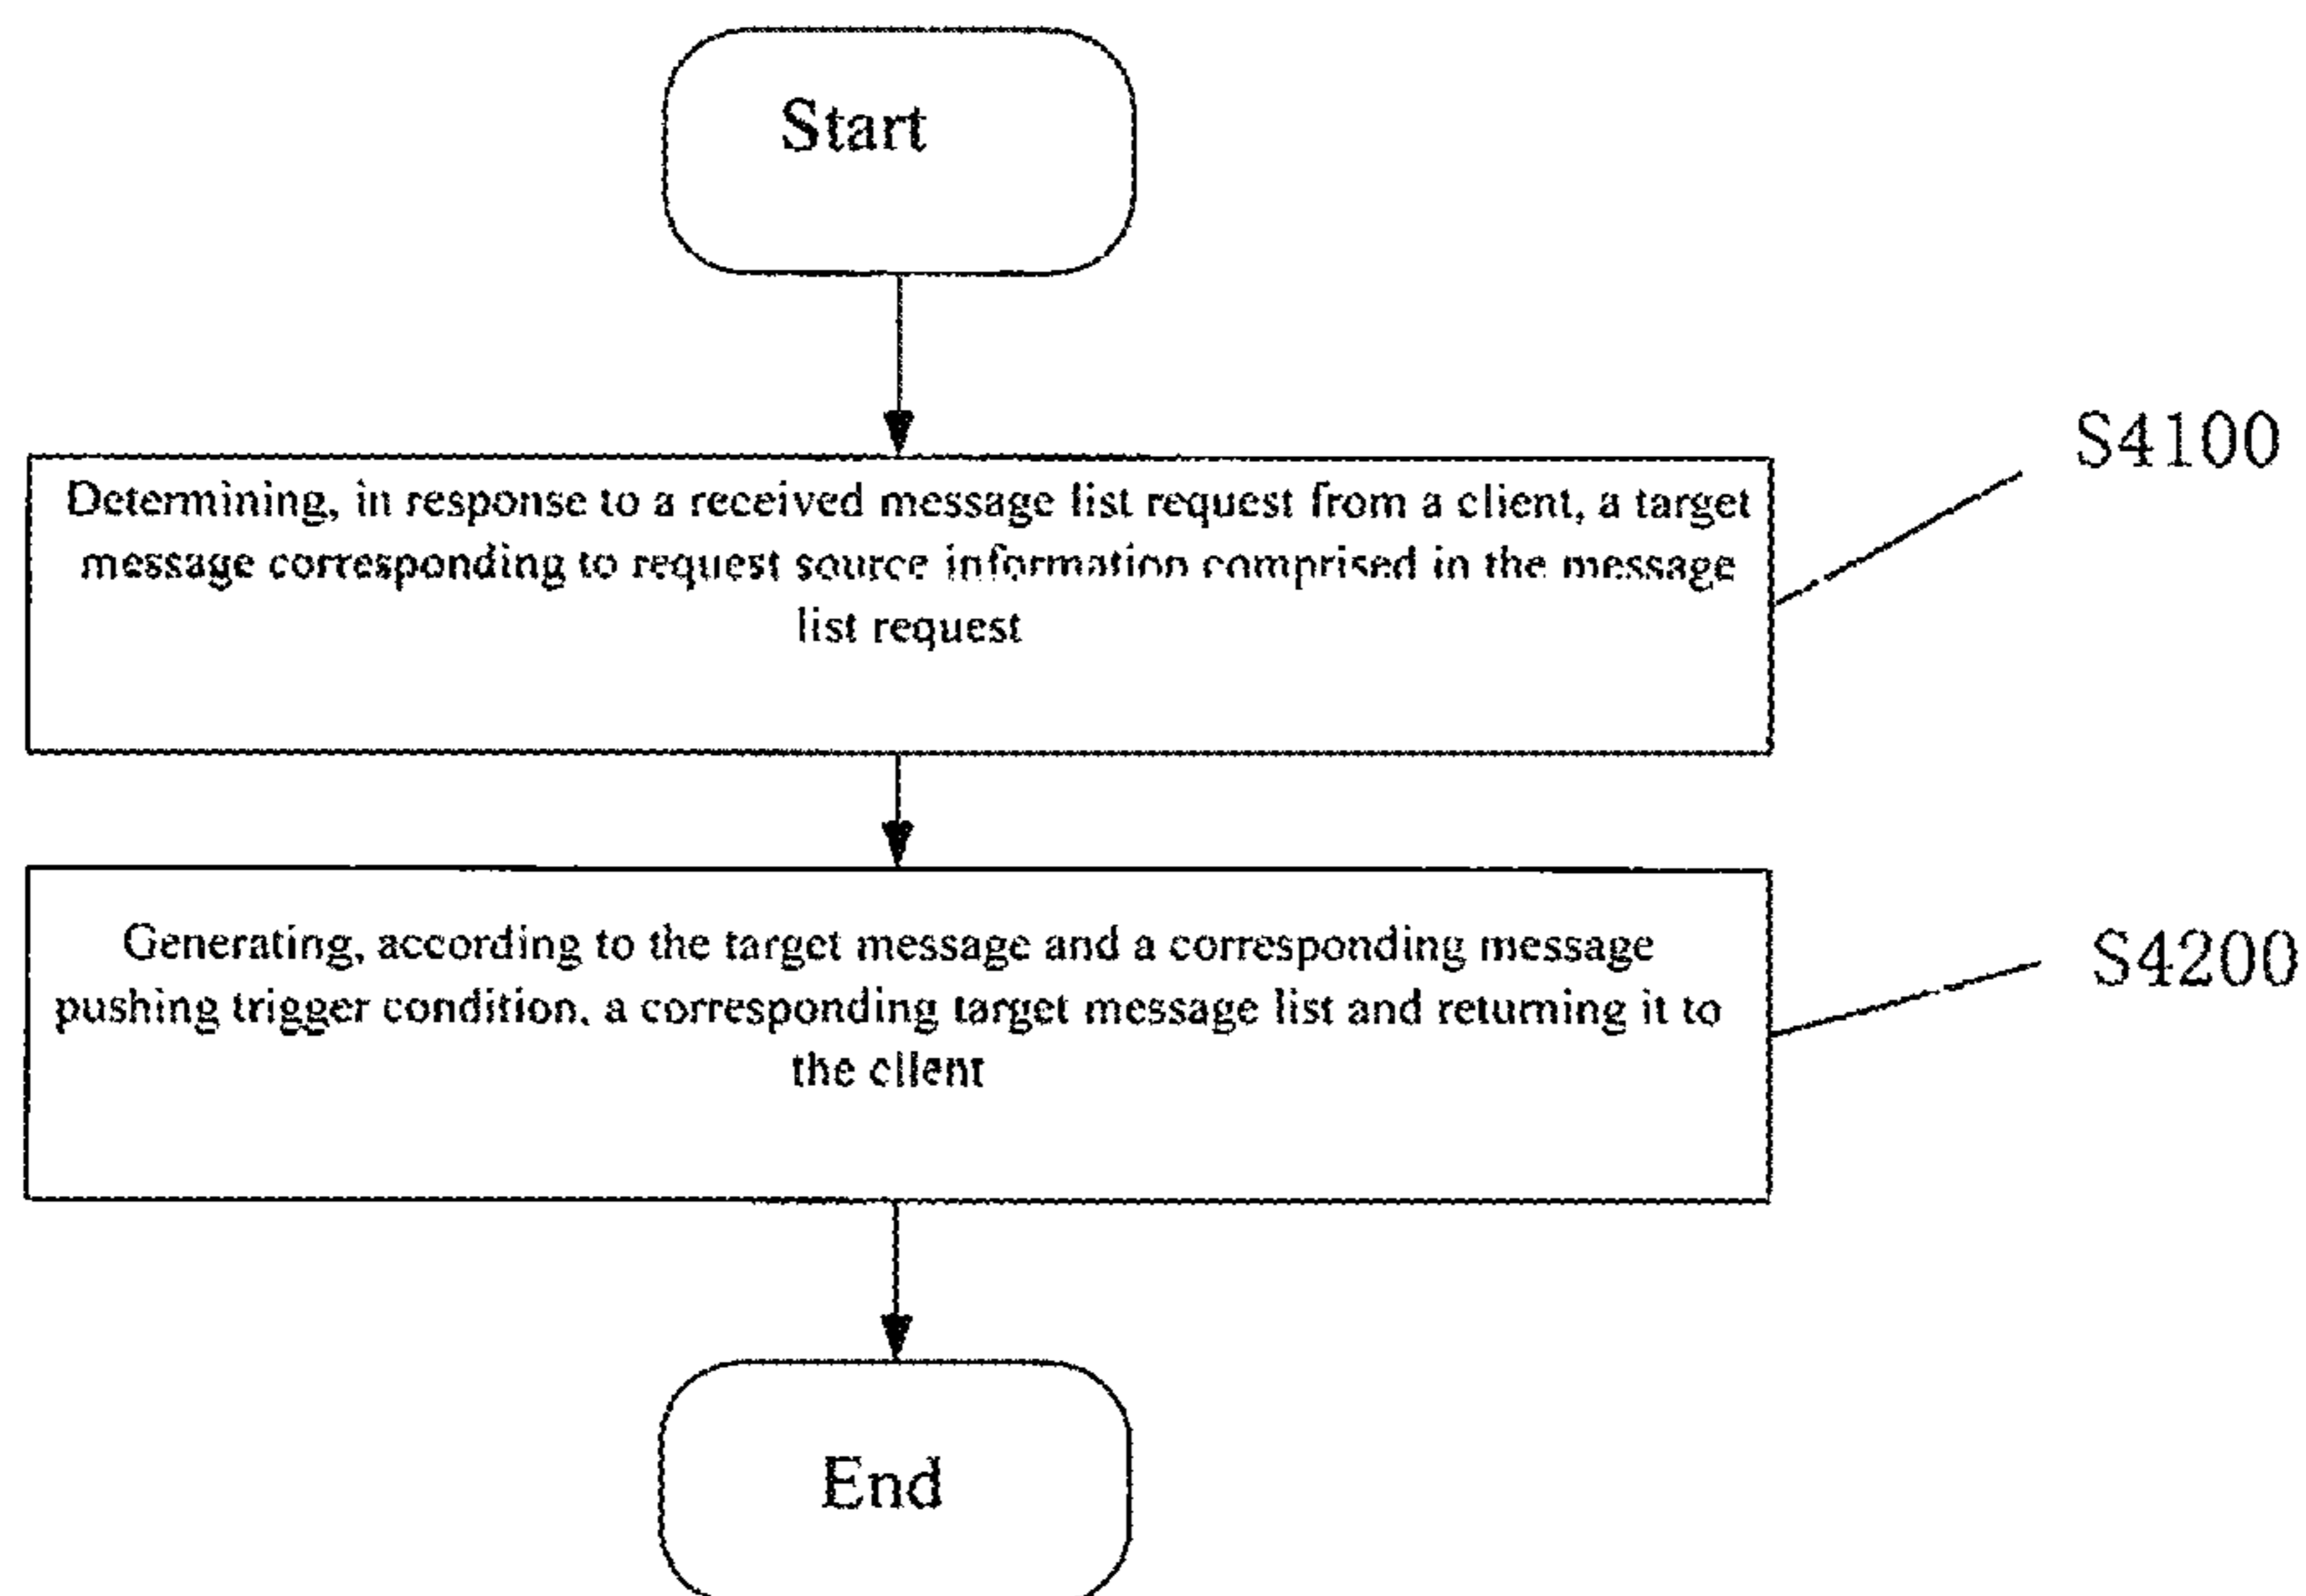 Start
S4100
Determining, in response to a received message list request from a client, a target
message corresponding to request source information comprised in the message
list request
Generating, according to the target message and a corresponding message
pushing trigger condition, a corresponding target message list and returning it to
the client
S4200
End